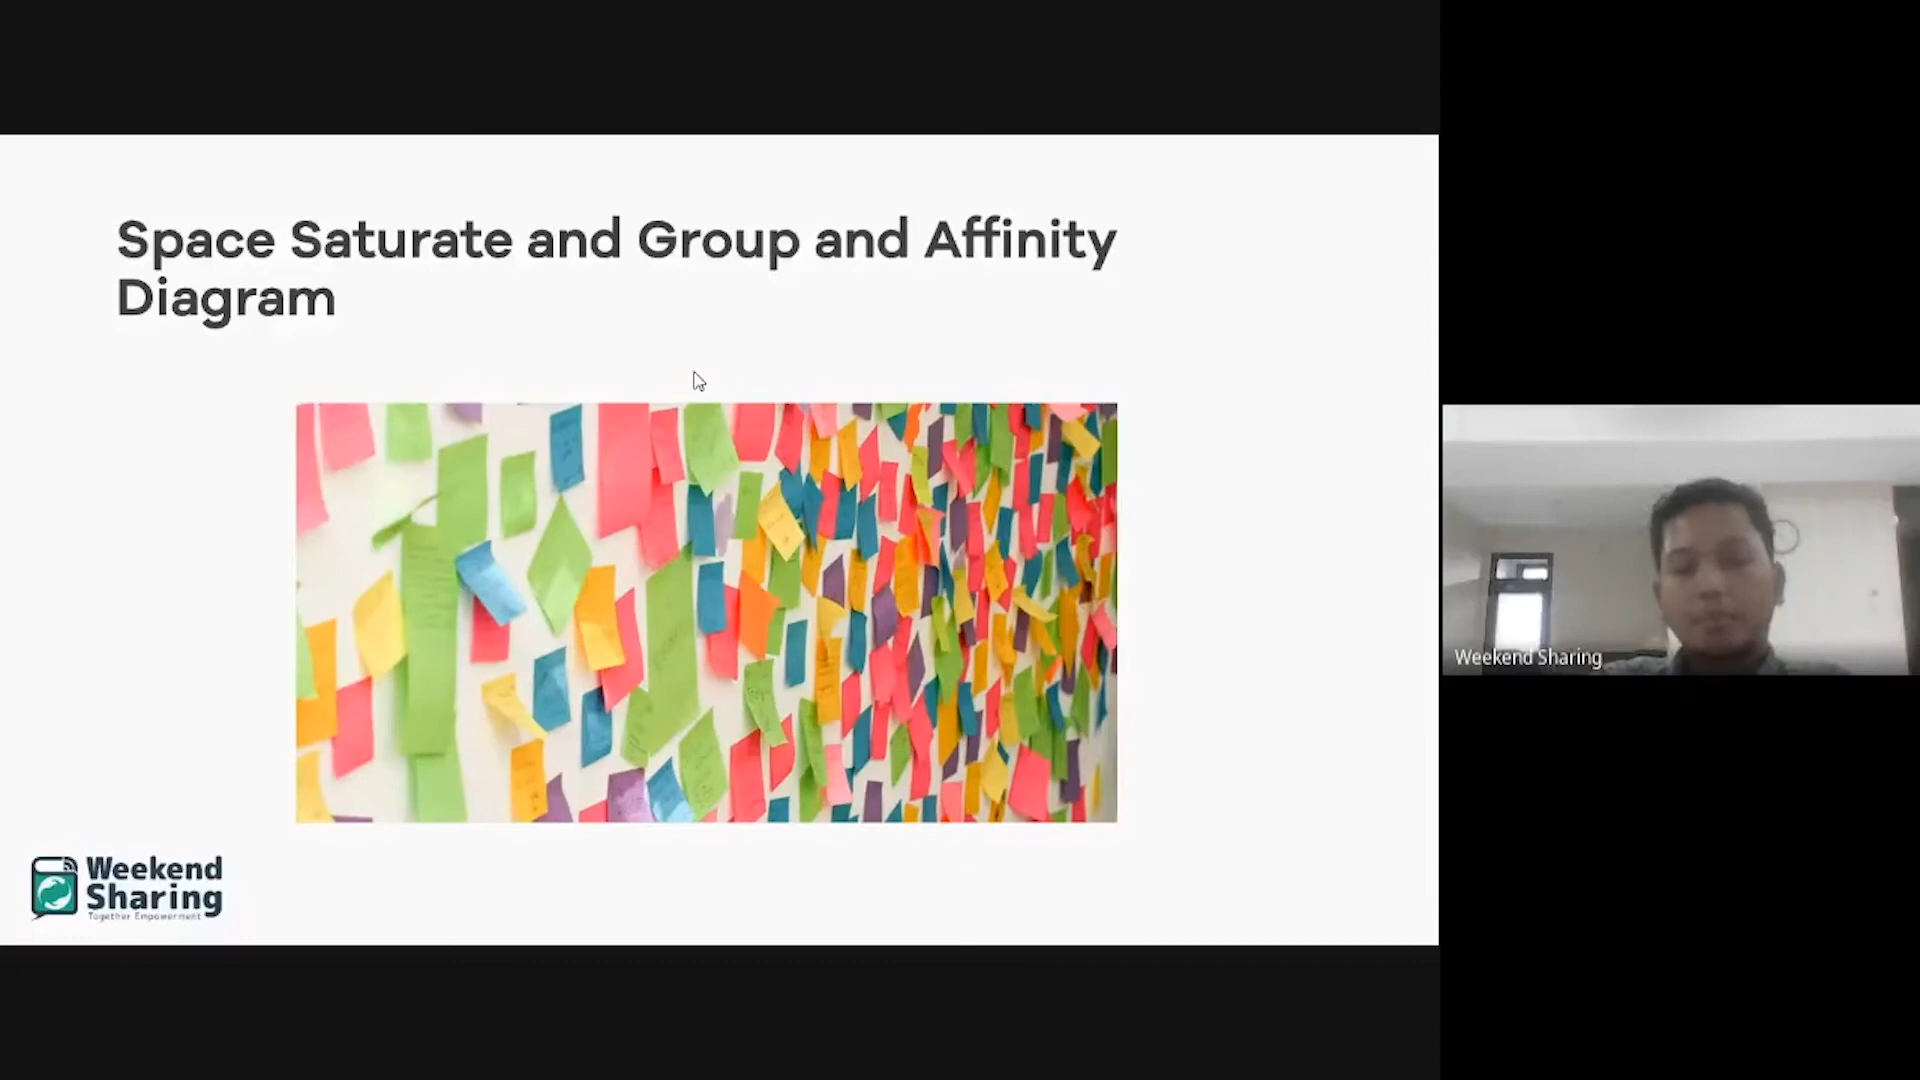 Space Saturate and Group and Affinity
Diagram
Weekend
Sharing
Together Empowerment
Weekend Sharing